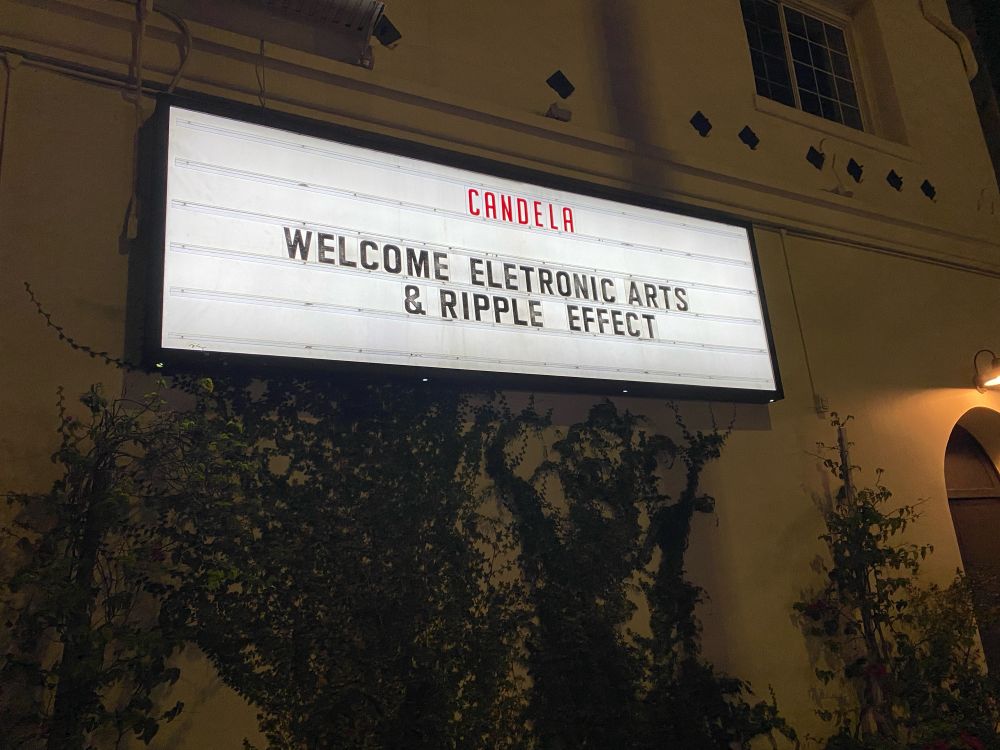 CANDELA
WELCOME ELETRONIC ARTS
& RIPPLE EFFECT